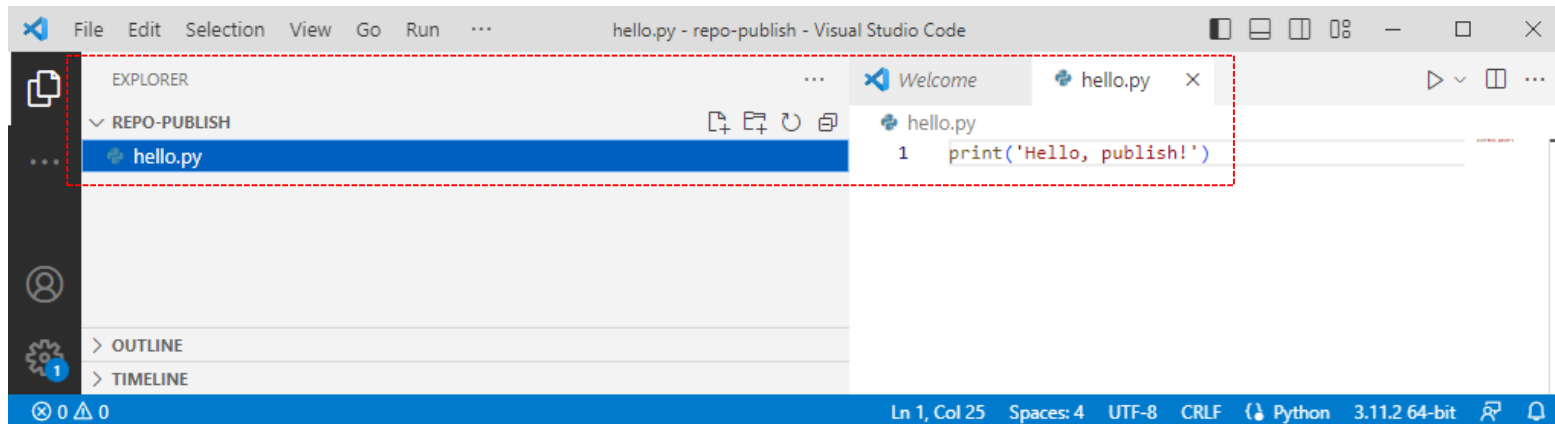 File Edit Selection View Go Run ··· hello.py - repo-publish - Visual Studio Code
EXPLORER ···
REPO-PUBLISH
hello.py
OUTLINE
TIMELINE
Welcome hello.py
hello.py
1 print('Hello, publish!')
1
0 0 Ln 1, Col 25 Spaces: 4 UTF-8 CRLF Python 3.11.2 64-bit